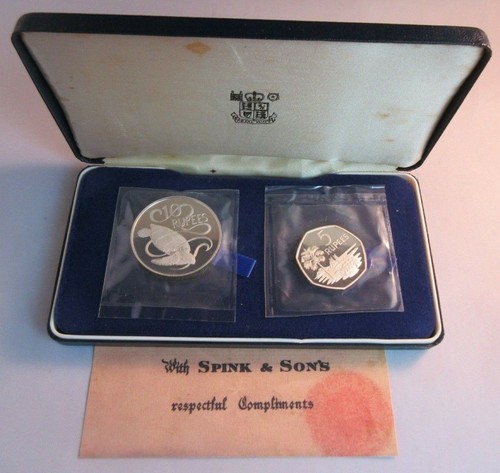 10
RUPEES
5
RUPEES
With SPINK & SON'S
respectful Compliments